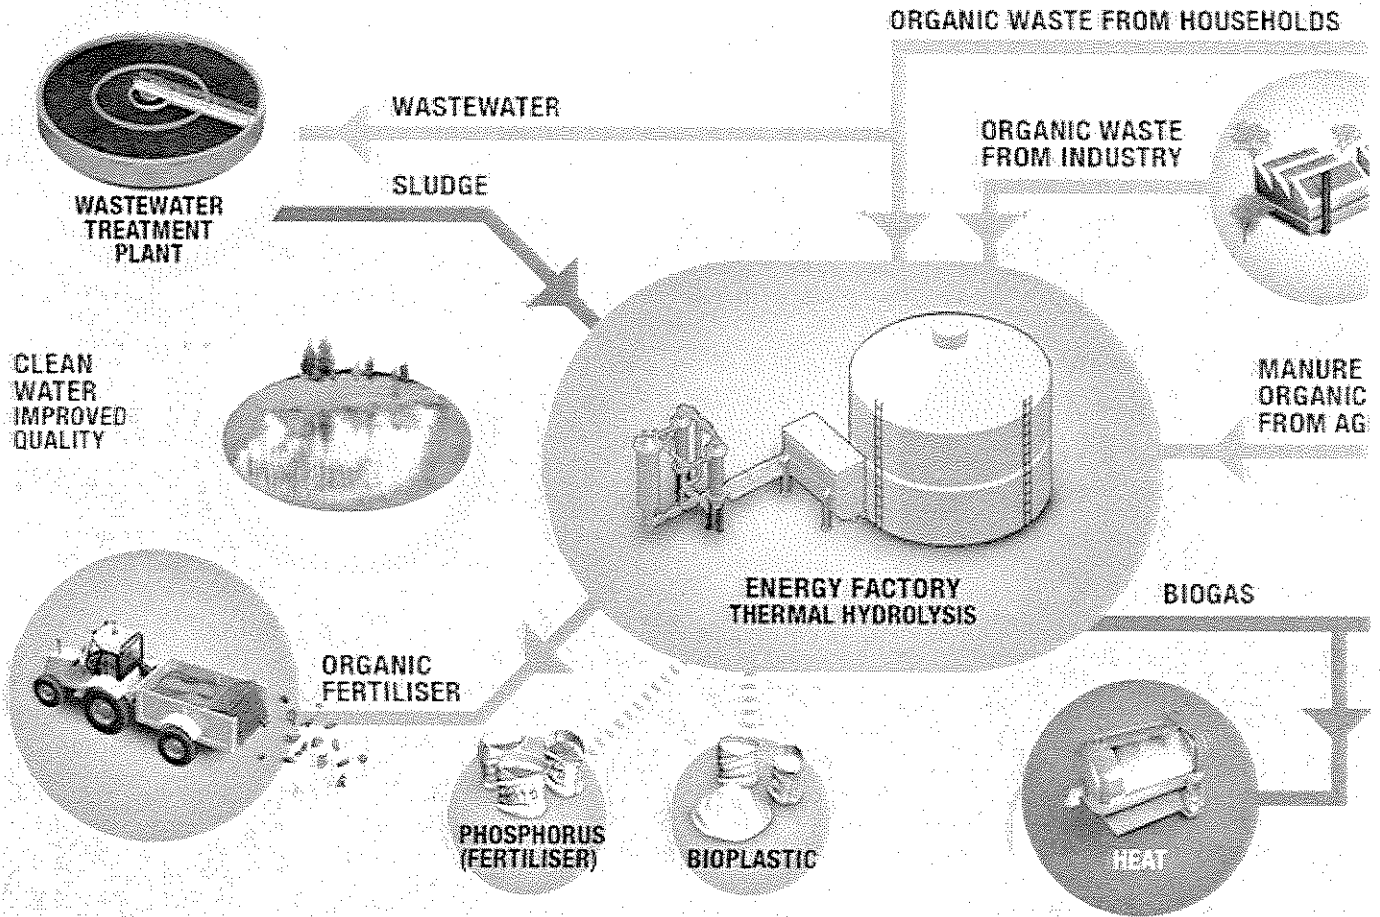 ORGANIC WASTE FROM HOUSEHOLDS
WASTEWATER
ORGANIC WASTE
FROM INDUSTRY
SLUDGE
WASTEWATER
TREATMENT
PLANT
CLEAN
WATER
IMPROVED
QUALITY
MANURE
ORGANIC
FROM AG
ENERGY FACTORY
THERMAL HYDROLYSIS
BIOGAS
ORGANIC
FERTILISER
PHOSPHORUS
(FERTILISER)
BIOPLASTIC
HEAT